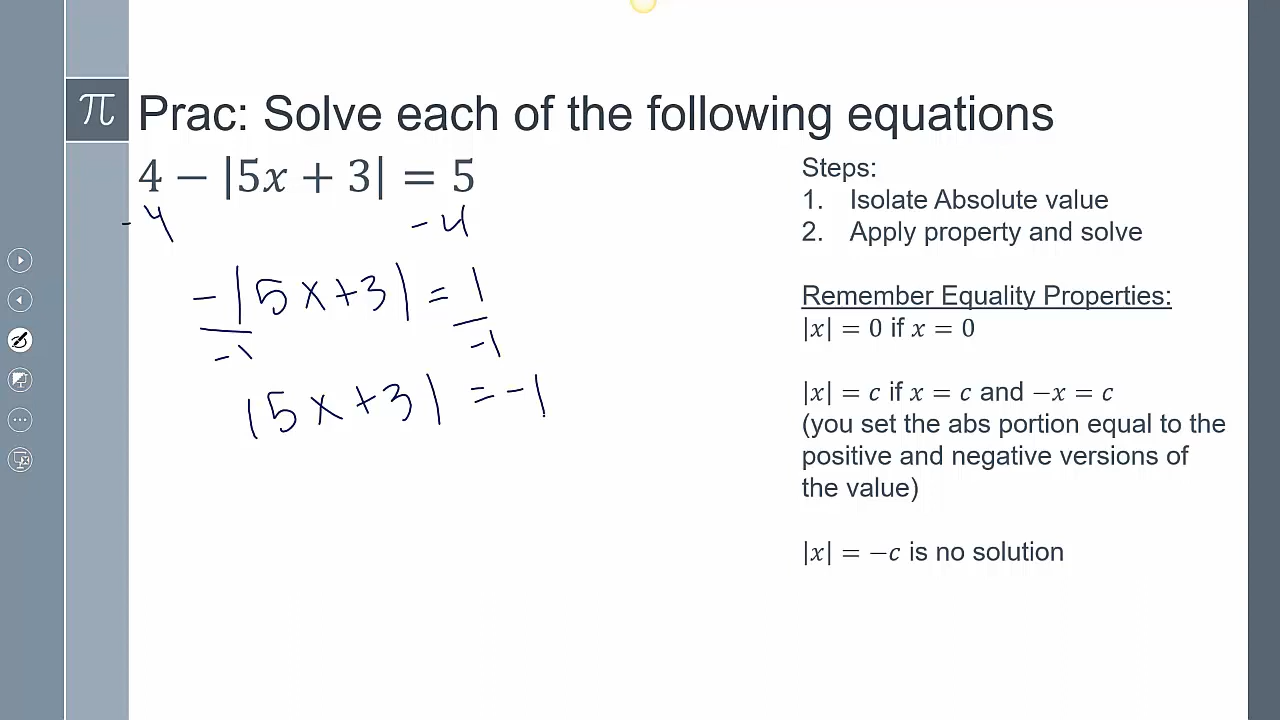 π Prac: Solve each of the following equations
4 − |5x + 3| = 5
-4 -4
-|5x+3| = 1
-1 -1
|5x+3| = -1
Steps:
1. Isolate Absolute value
2. Apply property and solve
Remember Equality Properties:
|x| = 0 if x = 0
|x| = c if x = c and −x = c
(you set the abs portion equal to the
positive and negative versions of
the value)
|x| = −c is no solution